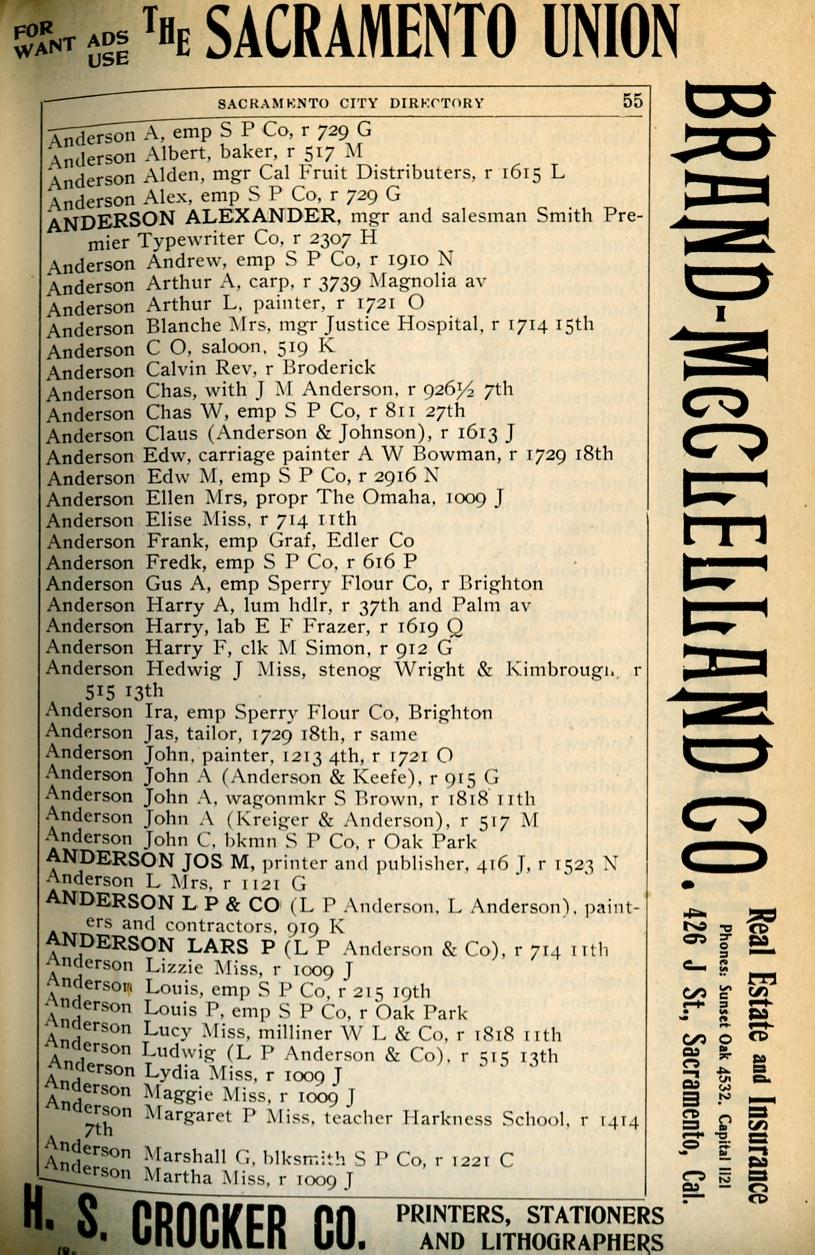 FOR
WANT ADS
USE
THE SACRAMENTO UNION
SACRAMENTO CITY DIRECTORY 55
Anderson A, emp S P Co, r 729 G
Anderson Albert, baker, r 517 M
Anderson Alden, mgr Cal Fruit Distributers, r 1615 L
Anderson Alex, emp S P Co, r 729 G
ANDERSON ALEXANDER, mgr and salesman Smith Pre-
mier Typewriter Co, r 2307 H
Anderson Andrew, emp S P Co, r 1910 N
Anderson Arthur A, carp, r 3739 Magnolia av
Anderson Arthur L, painter, r 1721 O
Anderson Blanche Mrs, mgr Justice Hospital, r 1714 15th
Anderson C O, saloon, 519 K
Anderson Calvin Rev, r Broderick
Anderson Chas, with J M Anderson, r 926½ 7th
Anderson Chas W, emp S P Co, r 811 27th
Anderson Claus (Anderson & Johnson), r 1613 J
Anderson Edw, carriage painter A W Bowman, r 1729 18th
Anderson Edw M, emp S P Co, r 2916 N
Anderson Ellen Mrs, propr The Omaha, 1009 J
Anderson Elise Miss, r 714 11th
Anderson Frank, emp Graf, Edler Co
Anderson Fredk, emp S P Co, r 616 P
Anderson Gus A, emp Sperry Flour Co, r Brighton
Anderson Harry A, lum hdlr, r 37th and Palm av
Anderson Harry, lab E F Frazer, r 1619 Q
Anderson Harry F, clk M Simon, r 912 G
Anderson Hedwig J Miss, stenog Wright & Kimbrough, r
515 13th
Anderson Ira, emp Sperry Flour Co, Brighton
Anderson Jas, tailor, 1729 18th, r same
Anderson John, painter, 1213 4th, r 1721 O
Anderson John A (Anderson & Keefe), r 915 G
Anderson John A, wagonmkr S Brown, r 1818 11th
Anderson John A (Kreiger & Anderson), r 517 M
Anderson John C, bkmn S P Co, r Oak Park
ANDERSON JOS M, printer and publisher, 416 J, r 1523 N
Anderson L Mrs, r 1121 G
ANDERSON L P & CO (L P Anderson, L Anderson), paint-
ers and contractors, 919 K
ANDERSON LARS P (L P Anderson & Co), r 714 11th
Anderson Lizzie Miss, r 1009 J
Anderson Louis, emp S P Co, r 215 19th
Anderson Louis P, emp S P Co, r Oak Park
Anderson Lucy Miss, milliner W L & Co, r 1818 11th
Anderson Ludwig (L P Anderson & Co), r 515 13th
Anderson Lydia Miss, r 1009 J
Anderson Maggie Miss, r 1009 J
Anderson Margaret P Miss, teacher Harkness School, r 1414
7th
Anderson Marshall G, blksmith S P Co, r 1221 C
Anderson Martha Miss, r 1009 J
BRAND-McCLELLAND CO.
Real Estate and Insurance
Phones: Sunset Oak 4532. Capital 1121
426 J St., Sacramento, Cal.
H. S. CROCKER CO.
PRINTERS, STATIONERS
AND LITHOGRAPHERS